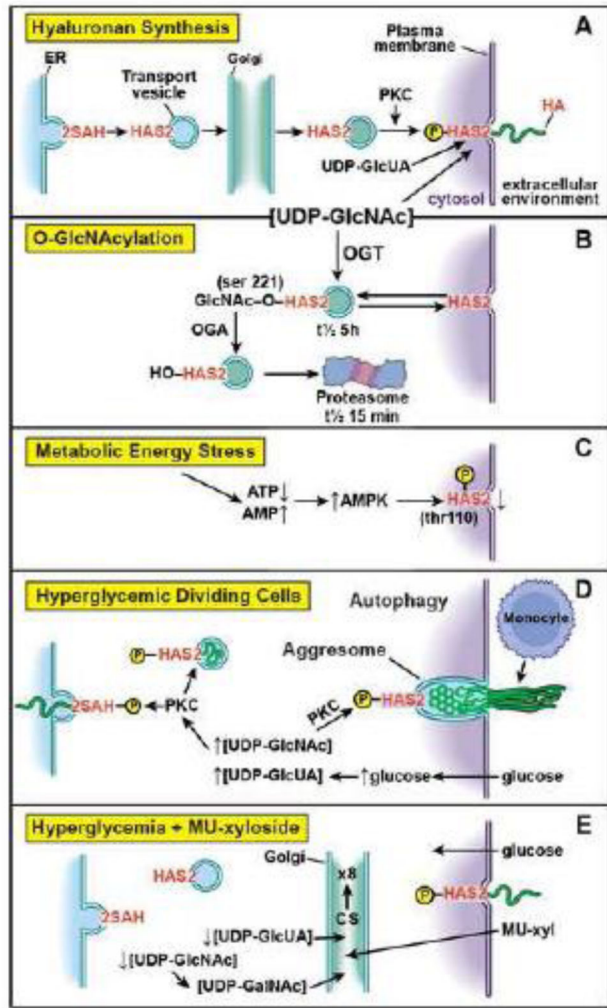 Hyaluronan Synthesis
A
Plasma
membrane
ER
Transport
vesicle
Golgi
PKC
HA
2SAH
HAS2
HAS2
P
HAS2
UDP-GlcUA
cytosol
extracellular
environment
[UDP-GlcNAc]
O-GlcNAcylation
B
OGT
(ser 221)
GlcNAc-O-HAS2
HAS2
t½ 5h
OGA
HO-HAS2
Proteasome
t½ 15 min
Metabolic Energy Stress
C
ATP↓
AMP↑
↑AMPK
P
HAS2 ↓
(thr110)
Hyperglycemic Dividing Cells
D
Autophagy
Monocyte
P-HAS2
Aggresome
2SAH-P
PKC
PKC
P
HAS2
↑[UDP-GlcNAc]
↑[UDP-GlcUA]
↑glucose
glucose
Hyperglycemia + MU-xyloside
E
Golgi
glucose
HAS2
x8
P
HAS2
2SAH
CS
↓[UDP-GlcUA]
MU-xyl
↓[UDP-GlcNAc]
[UDP-GalNAc]